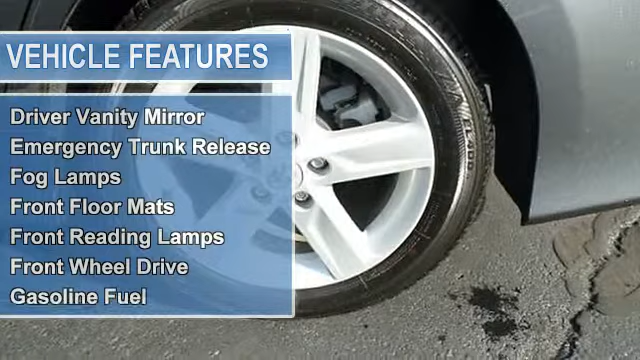 VEHICLE FEATURES
Driver Vanity Mirror
Emergency Trunk Release
Fog Lamps
Front Floor Mats
Front Reading Lamps
Front Wheel Drive
Gasoline Fuel